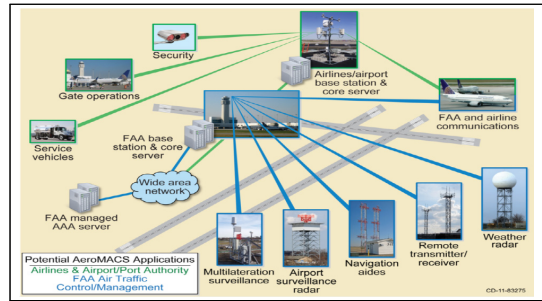 Security
Airlines/airport
base station &
core server
Gate operations
FAA and airline
communications
Service
vehicles
FAA base
station & core
server
Wide area
network
FAA managed
AAA server
Weather
radar
Remote
transmitter/
receiver
Navigation
aides
Airport
surveillance
radar
Multilateration
surveillance
Potential AeroMACS Applications
Airlines & Airport/Port Authority
FAA Air Traffic
Control/Management
CD-11-83275